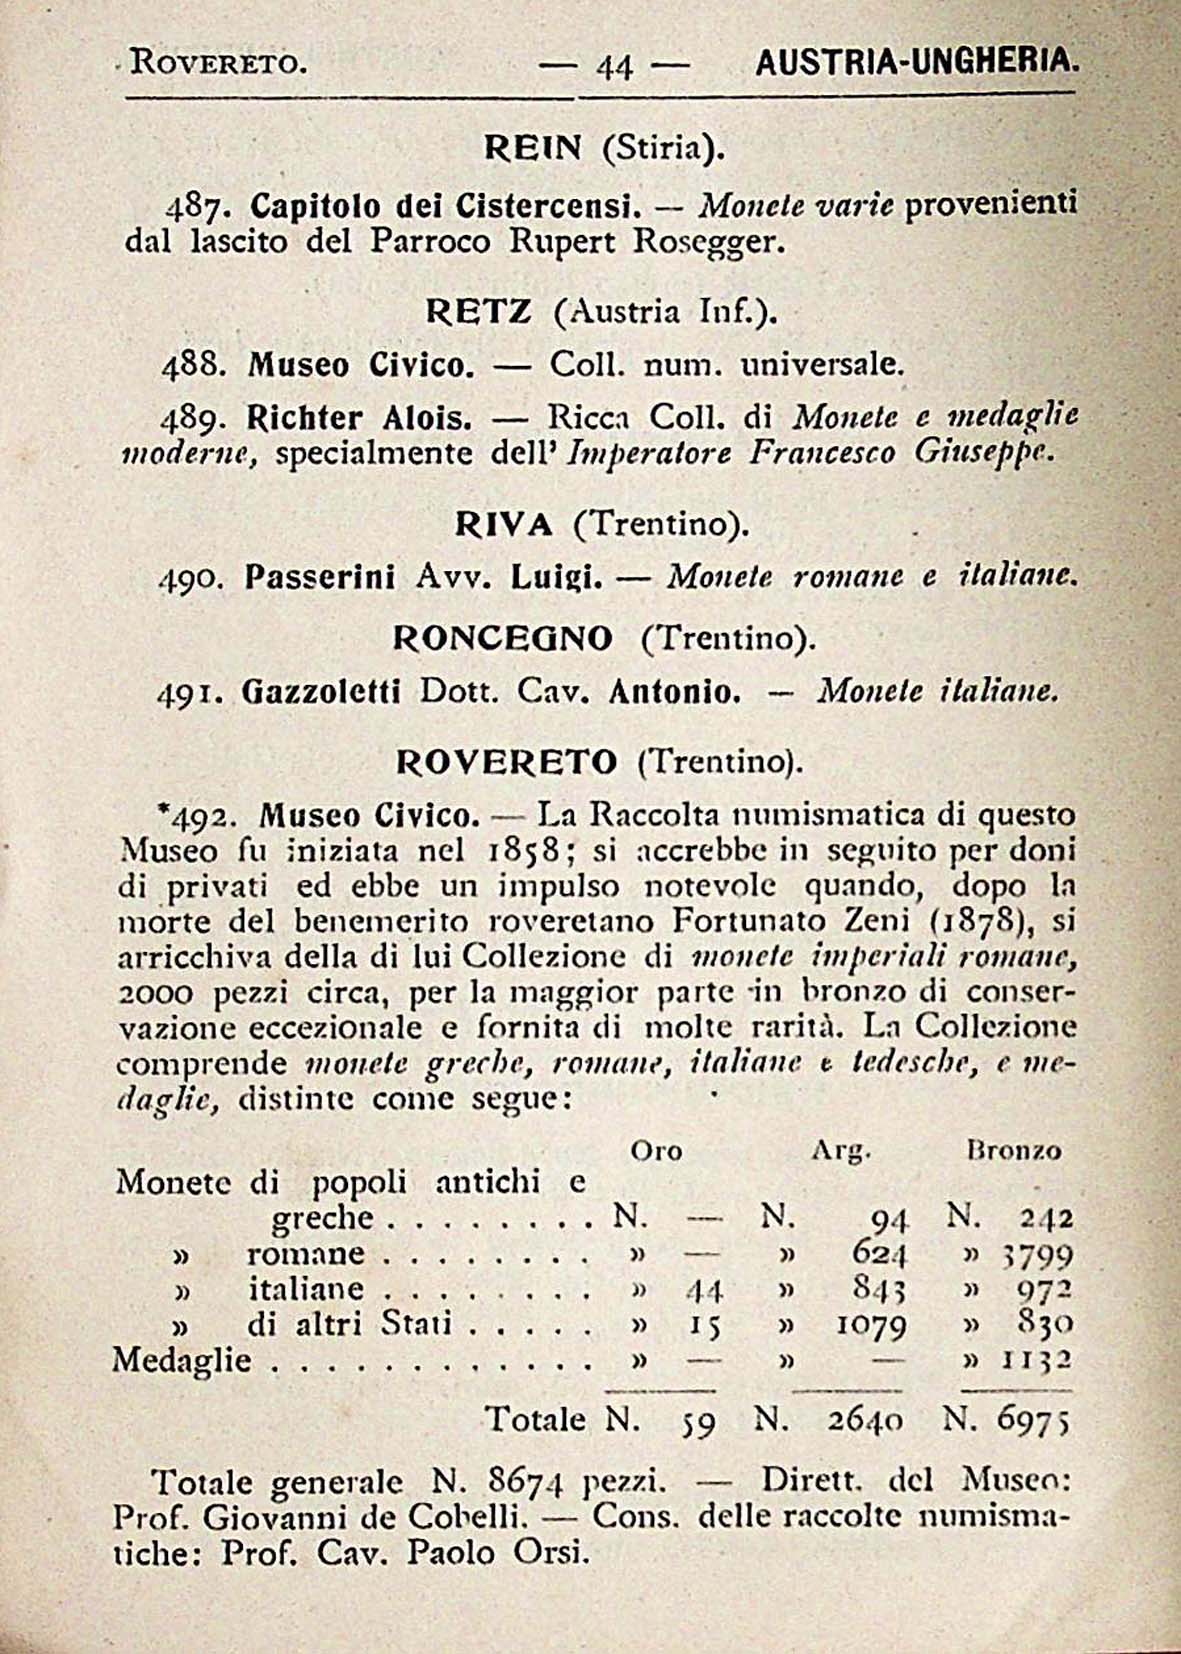 ROVERETO. — 44 — AUSTRIA-UNGHERIA.
REIN (Stiria).
487. Capitolo dei Cistercensi. — Monete varie provenienti
dal lascito del Parroco Rupert Rosegger.
RETZ (Austria Inf.).
488. Museo Civico. — Coll. num. universale.
489. Richter Alois. — Ricca Coll. di Monete e medaglie
moderne, specialmente dell' Imperatore Francesco Giuseppe.
RIVA (Trentino).
490. Passerini Avv. Luigi. — Monete romane e italiane.
RONCEGNO (Trentino).
491. Gazzoletti Dott. Cav. Antonio. — Monete italiane.
ROVERETO (Trentino).
*492. Museo Civico. — La Raccolta numismatica di questo
Museo fu iniziata nel 1858; si accrebbe in seguito per doni
di privati ed ebbe un impulso notevole quando, dopo la
morte del benemerito roveretano Fortunato Zeni (1878), si
arricchiva della di lui Collezione di monete imperiali romane,
2000 pezzi circa, per la maggior parte in bronzo di conser-
vazione eccezionale e fornita di molte rarità. La Collezione
comprende monete greche, romane, italiane e tedesche, e me-
daglie, distinte come segue:
Oro Arg. Bronzo
Monete di popoli antichi e
greche . . . . . . . . . N. — N. 94 N. 242
» romane . . . . . . . . » — » 624 » 3799
» italiane . . . . . . . . » 44 » 843 » 972
» di altri Stati . . . . . » 15 » 1079 » 830
Medaglie . . . . . . . . . . . . » — » — » 1132
Totale N. 59 N. 2640 N. 6975
Totale generale N. 8674 pezzi. — Dirett. del Museo:
Prof. Giovanni de Cobelli. — Cons. delle raccolte numisma-
tiche: Prof. Cav. Paolo Orsi.